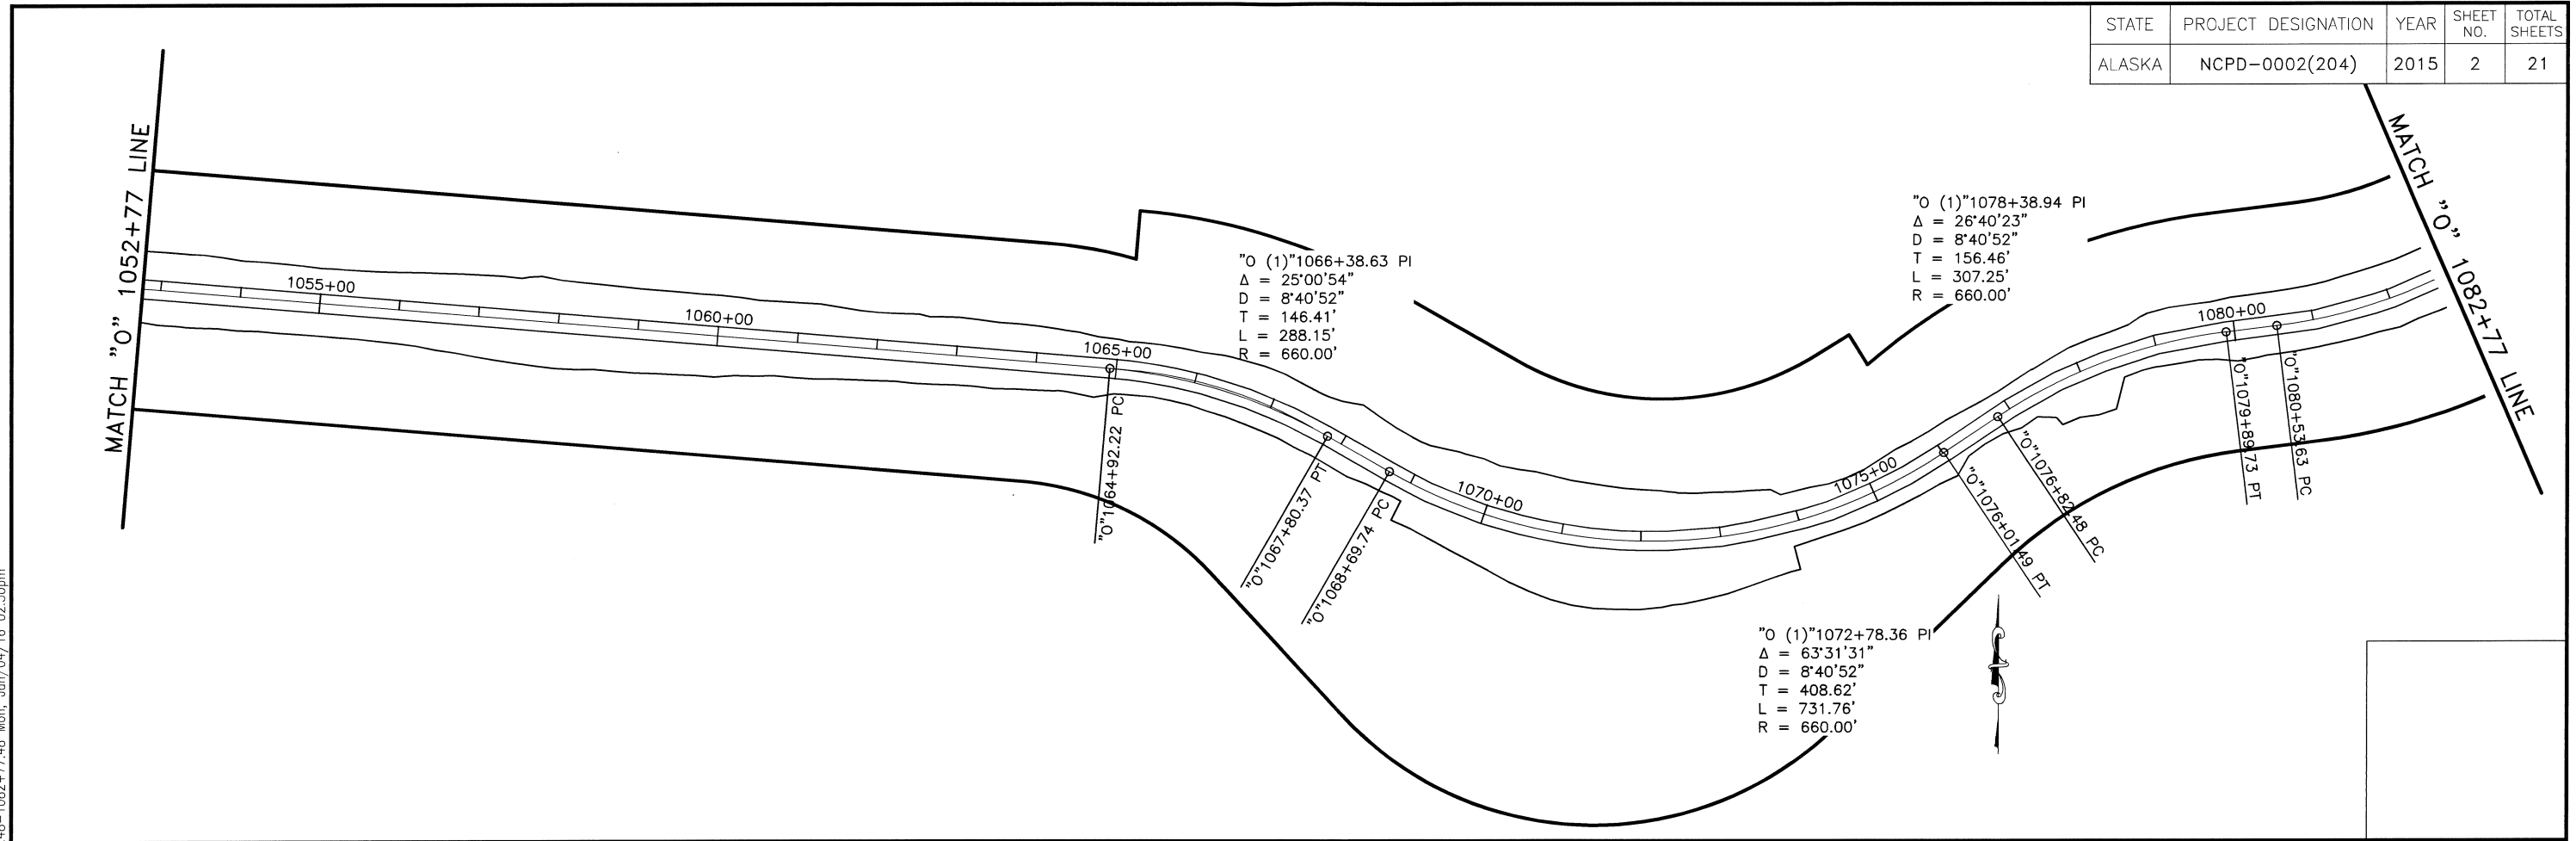 STATE PROJECT DESIGNATION YEAR SHEET NO. TOTAL SHEETS
ALASKA NCPD-0002(204) 2015 2 21
MATCH "O" 1052+77 LINE
1055+00
1060+00
1065+00
"O (1)"1066+38.63 PI
Δ = 25°00'54"
D = 8°40'52"
T = 146.41'
L = 288.15'
R = 660.00'
"O"1064+92.22 PC
"O"1067+80.37 PT
"O"1068+69.74 PC
1070+00
"O (1)"1072+78.36 PI
Δ = 63°31'31"
D = 8°40'52"
T = 408.62'
L = 731.76'
R = 660.00'
1075+00
"O"1076+01.49 PT
"O"1076+82.48 PC
"O (1)"1078+38.94 PI
Δ = 26°40'23"
D = 8°40'52"
T = 156.46'
L = 307.25'
R = 660.00'
1080+00
"O"1079+89.73 PT
"O"1080+53.63 PC
MATCH "O" 1082+77 LINE